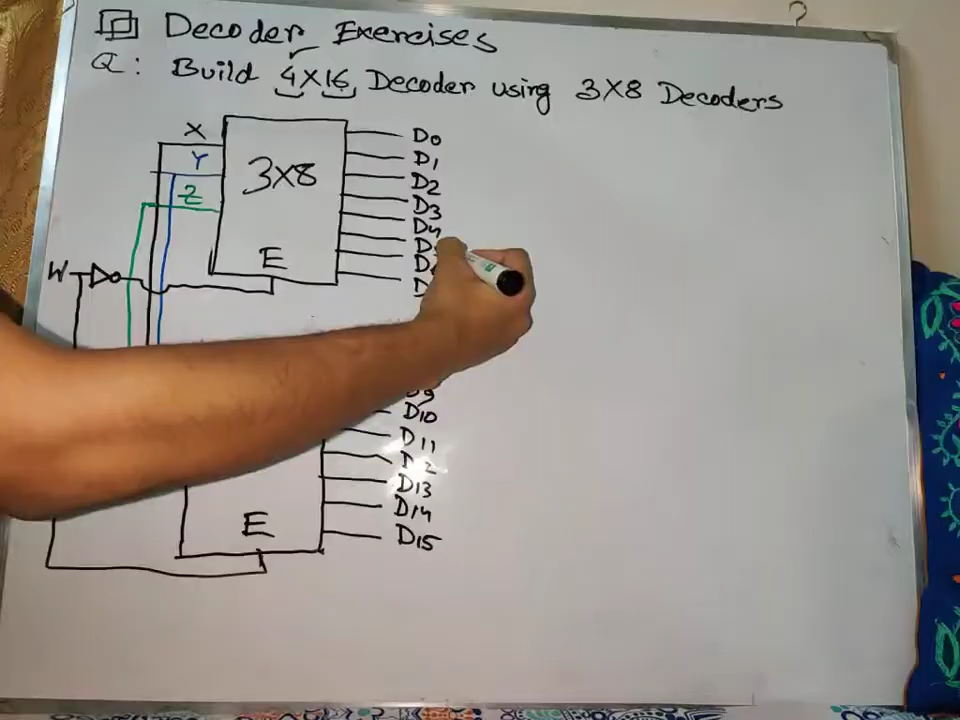 Decoder Exercises
Q: Build 4X16 Decoder using 3X8 Decoders
X
Y
Z
3X8
E
W
D0
D1
D2
D3
D4
D9
D10
D11
D13
D14
D15
E